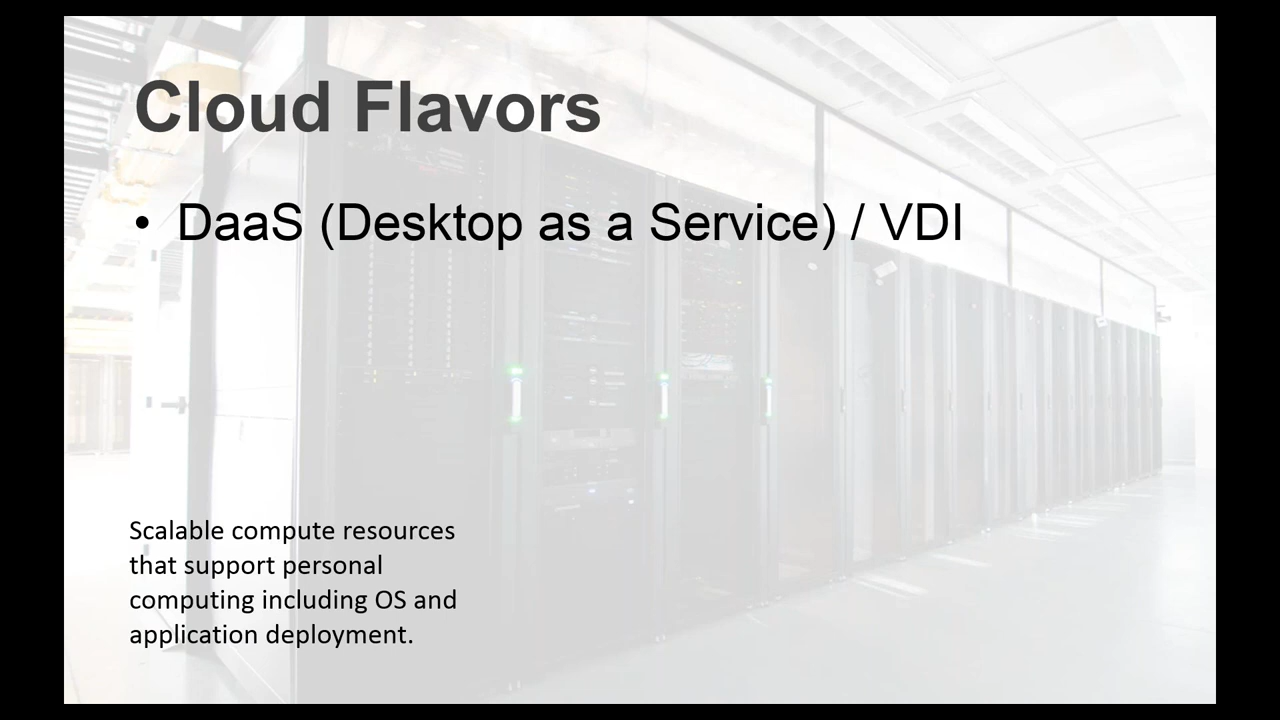 Cloud Flavors
• DaaS (Desktop as a Service) / VDI
Scalable compute resources
that support personal
computing including OS and
application deployment.